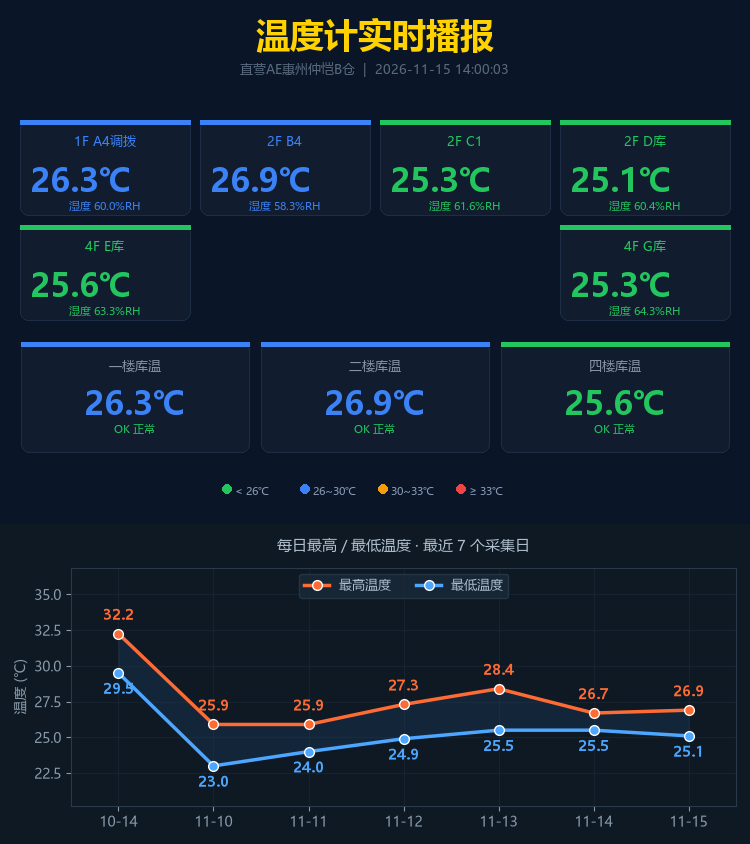 温度计实时播报
直营AE惠州仲恺B仓 | 2026-11-15 14:00:03
1F A4调拨 2F B4 2F C1 2F D库
26.3℃ 26.9℃ 25.3℃ 25.1℃
湿度 60.0%RH 湿度 58.3%RH 湿度 61.6%RH 湿度 60.4%RH
4F E库 4F G库
25.6℃ 25.3℃
湿度 63.3%RH 湿度 64.3%RH
一楼库温 二楼库温 四楼库温
26.3℃ 26.9℃ 25.6℃
OK 正常 OK 正常 OK 正常
< 26℃ 26~30℃ 30~33℃ ≥ 33℃
每日最高 / 最低温度 · 最近 7 个采集日
最高温度 最低温度
温度 (℃)
35.0
32.5
30.0
27.5
25.0
22.5
32.2 25.9 25.9 27.3 28.4 26.7 26.9
29.5 23.0 24.0 24.9 25.5 25.5 25.1
10-14 11-10 11-11 11-12 11-13 11-14 11-15